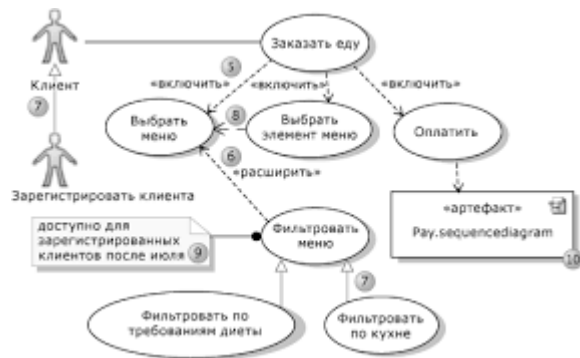 Заказать еду
5
«включить»
«включить»
«включить»
Клиент
7
Выбрать
меню
8
Выбрать
элемент меню
Оплатить
6
«расширить»
Зарегистрировать клиента
«артефакт»
Pay.sequencediagram
10
доступно для
зарегистрированных
клиентов после июля
9
Фильтровать
меню
7
Фильтровать по
требованиям диеты
Фильтровать
по кухне